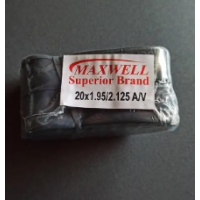 MAXWELL
Superior Brand
20x1.95/2.125 A/V